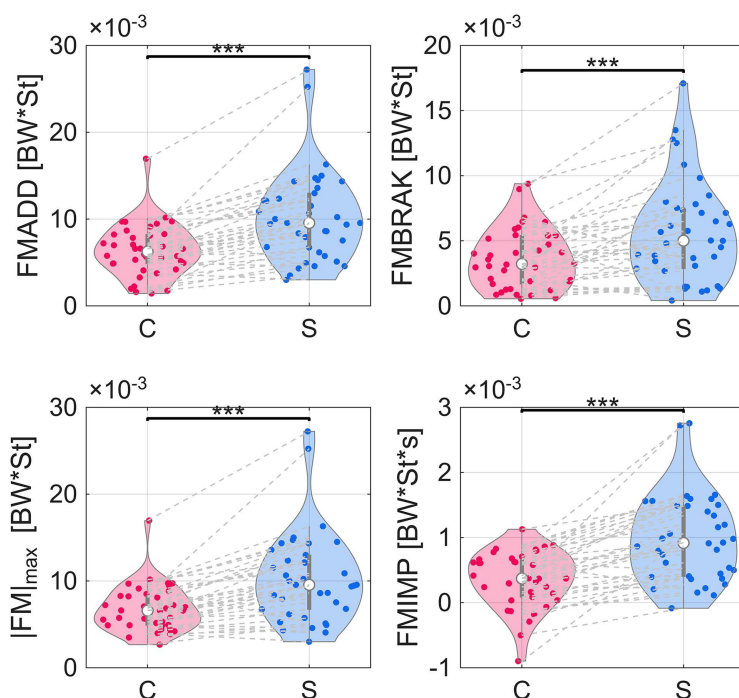 ×10⁻³
30
20
10
0
FMADD [BW*St]
***
C
S
×10⁻³
20
15
10
5
0
FMBRAK [BW*St]
***
C
S
×10⁻³
30
20
10
0
|FM|max [BW*St]
***
C
S
×10⁻³
3
2
1
0
-1
FMIMP [BW*St*s]
***
C
S